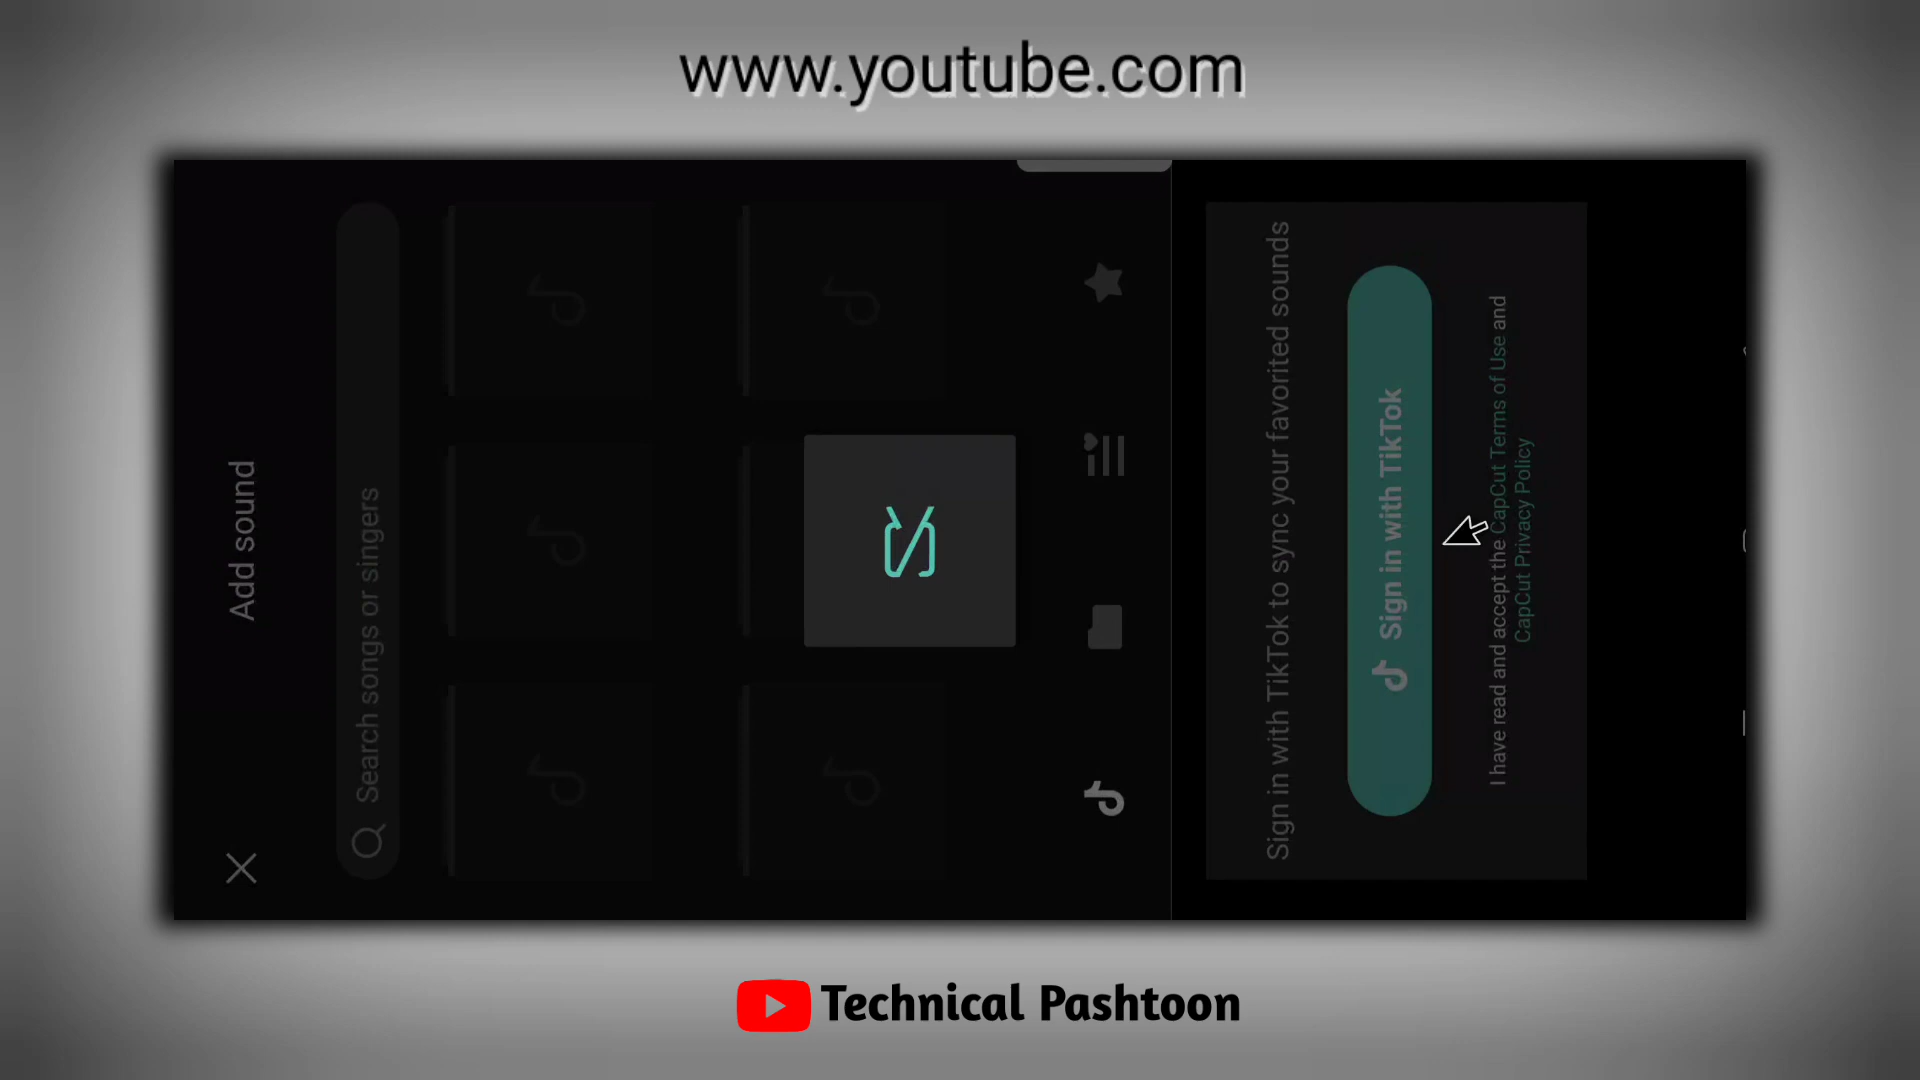 www.youtube.com
Add sound
Search songs or singers
Sign in with TikTok to sync your favorited sounds
Sign in with TikTok
I have read and accept the CapCut Terms of Use and
CapCut Privacy Policy
Technical Pashtoon